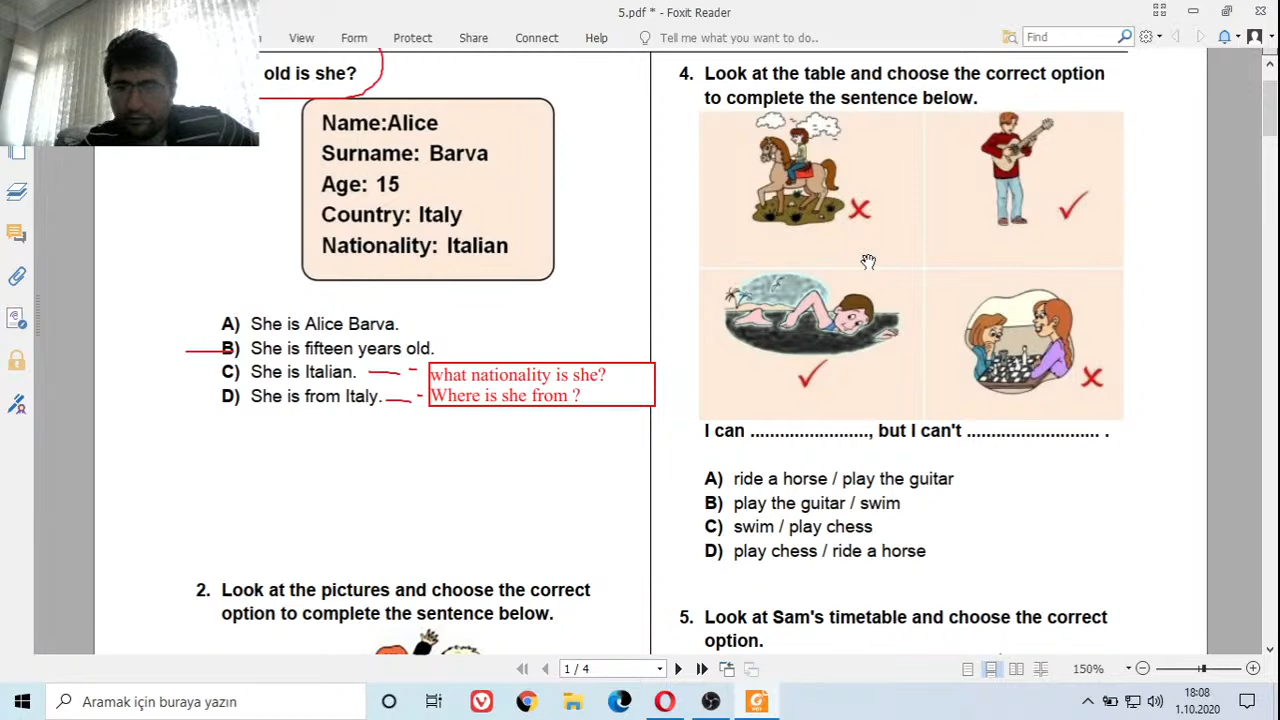 5.pdf * - Foxit Reader
View Form Protect Share Connect Help Tell me what you want to do.. Find
old is she?
Name:Alice
Surname: Barva
Age: 15
Country: Italy
Nationality: Italian
A) She is Alice Barva.
B) She is fifteen years old.
C) She is Italian.
D) She is from Italy.
what nationality is she?
Where is she from ?
2. Look at the pictures and choose the correct
option to complete the sentence below.
4. Look at the table and choose the correct option
to complete the sentence below.
I can ........................, but I can't ........................... .
A) ride a horse / play the guitar
B) play the guitar / swim
C) swim / play chess
D) play chess / ride a horse
5. Look at Sam's timetable and choose the correct
option.
1 / 4
150%
Aramak için buraya yazın
18:08
1.10.2020